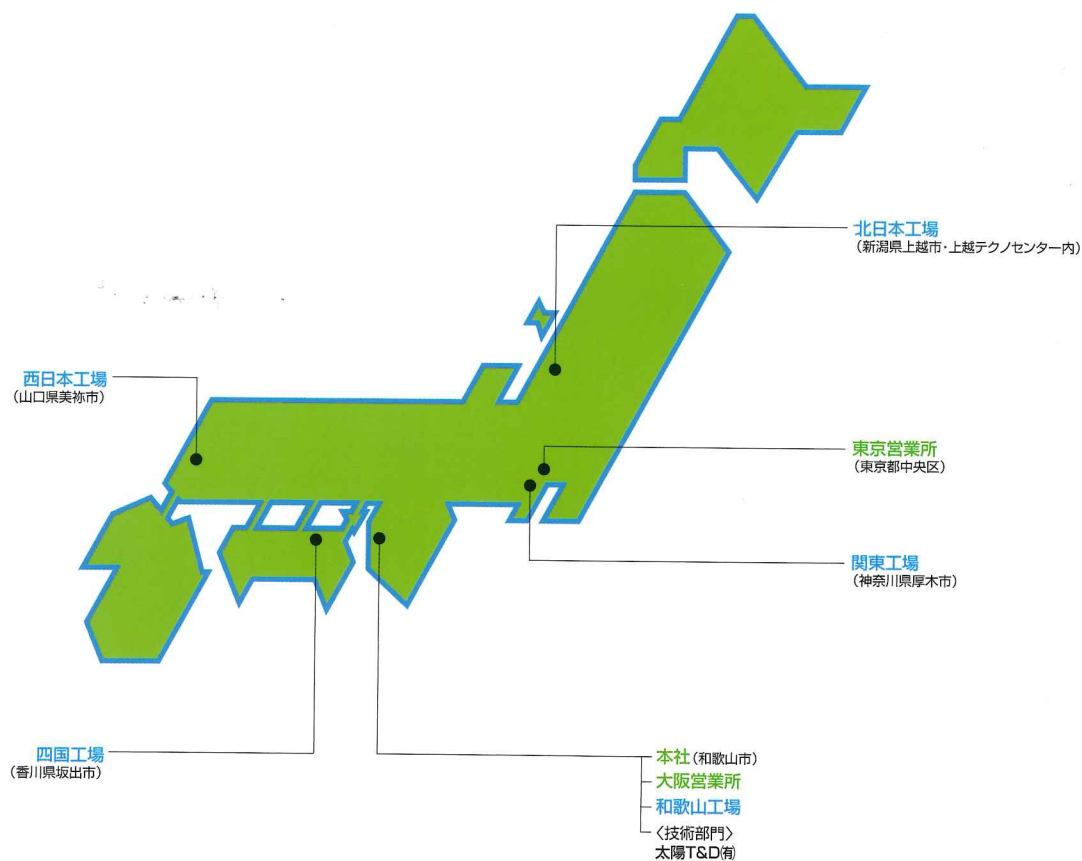 北日本工場
(新潟県上越市・上越テクノセンター内)
西日本工場
(山口県美祢市)
東京営業所
(東京都中央区)
関東工場
(神奈川県厚木市)
四国工場
(香川県坂出市)
本社(和歌山市)
大阪営業所
和歌山工場
〈技術部門〉
太陽T&D㈲